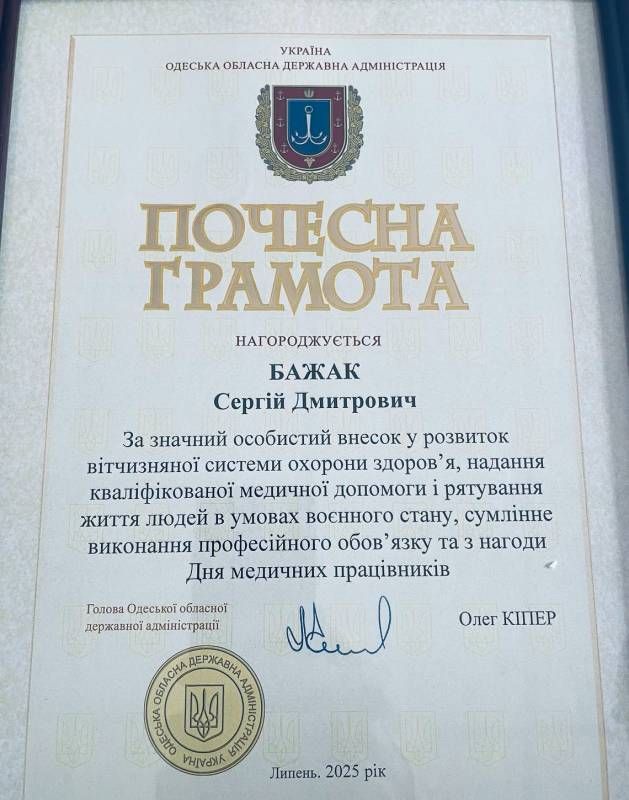 УКРАЇНА
ОДЕСЬКА ОБЛАСНА ДЕРЖАВНА АДМІНІСТРАЦІЯ
ПОЧЕСНА
ГРАМОТА
НАГОРОДЖУЄТЬСЯ
БАЖАК
Сергій Дмитрович
За значний особистий внесок у розвиток
вітчизняної системи охорони здоров’я, надання
кваліфікованої медичної допомоги і рятування
життя людей в умовах воєнного стану, сумлінне
виконання професійного обов’язку та з нагоди
Дня медичних працівників
Голова Одеської обласної
державної адміністрації
Олег КІПЕР
ОДЕСЬКА ОБЛАСНА ДЕРЖАВНА АДМІНІСТРАЦІЯ
УКРАЇНА
Липень. 2025 рік